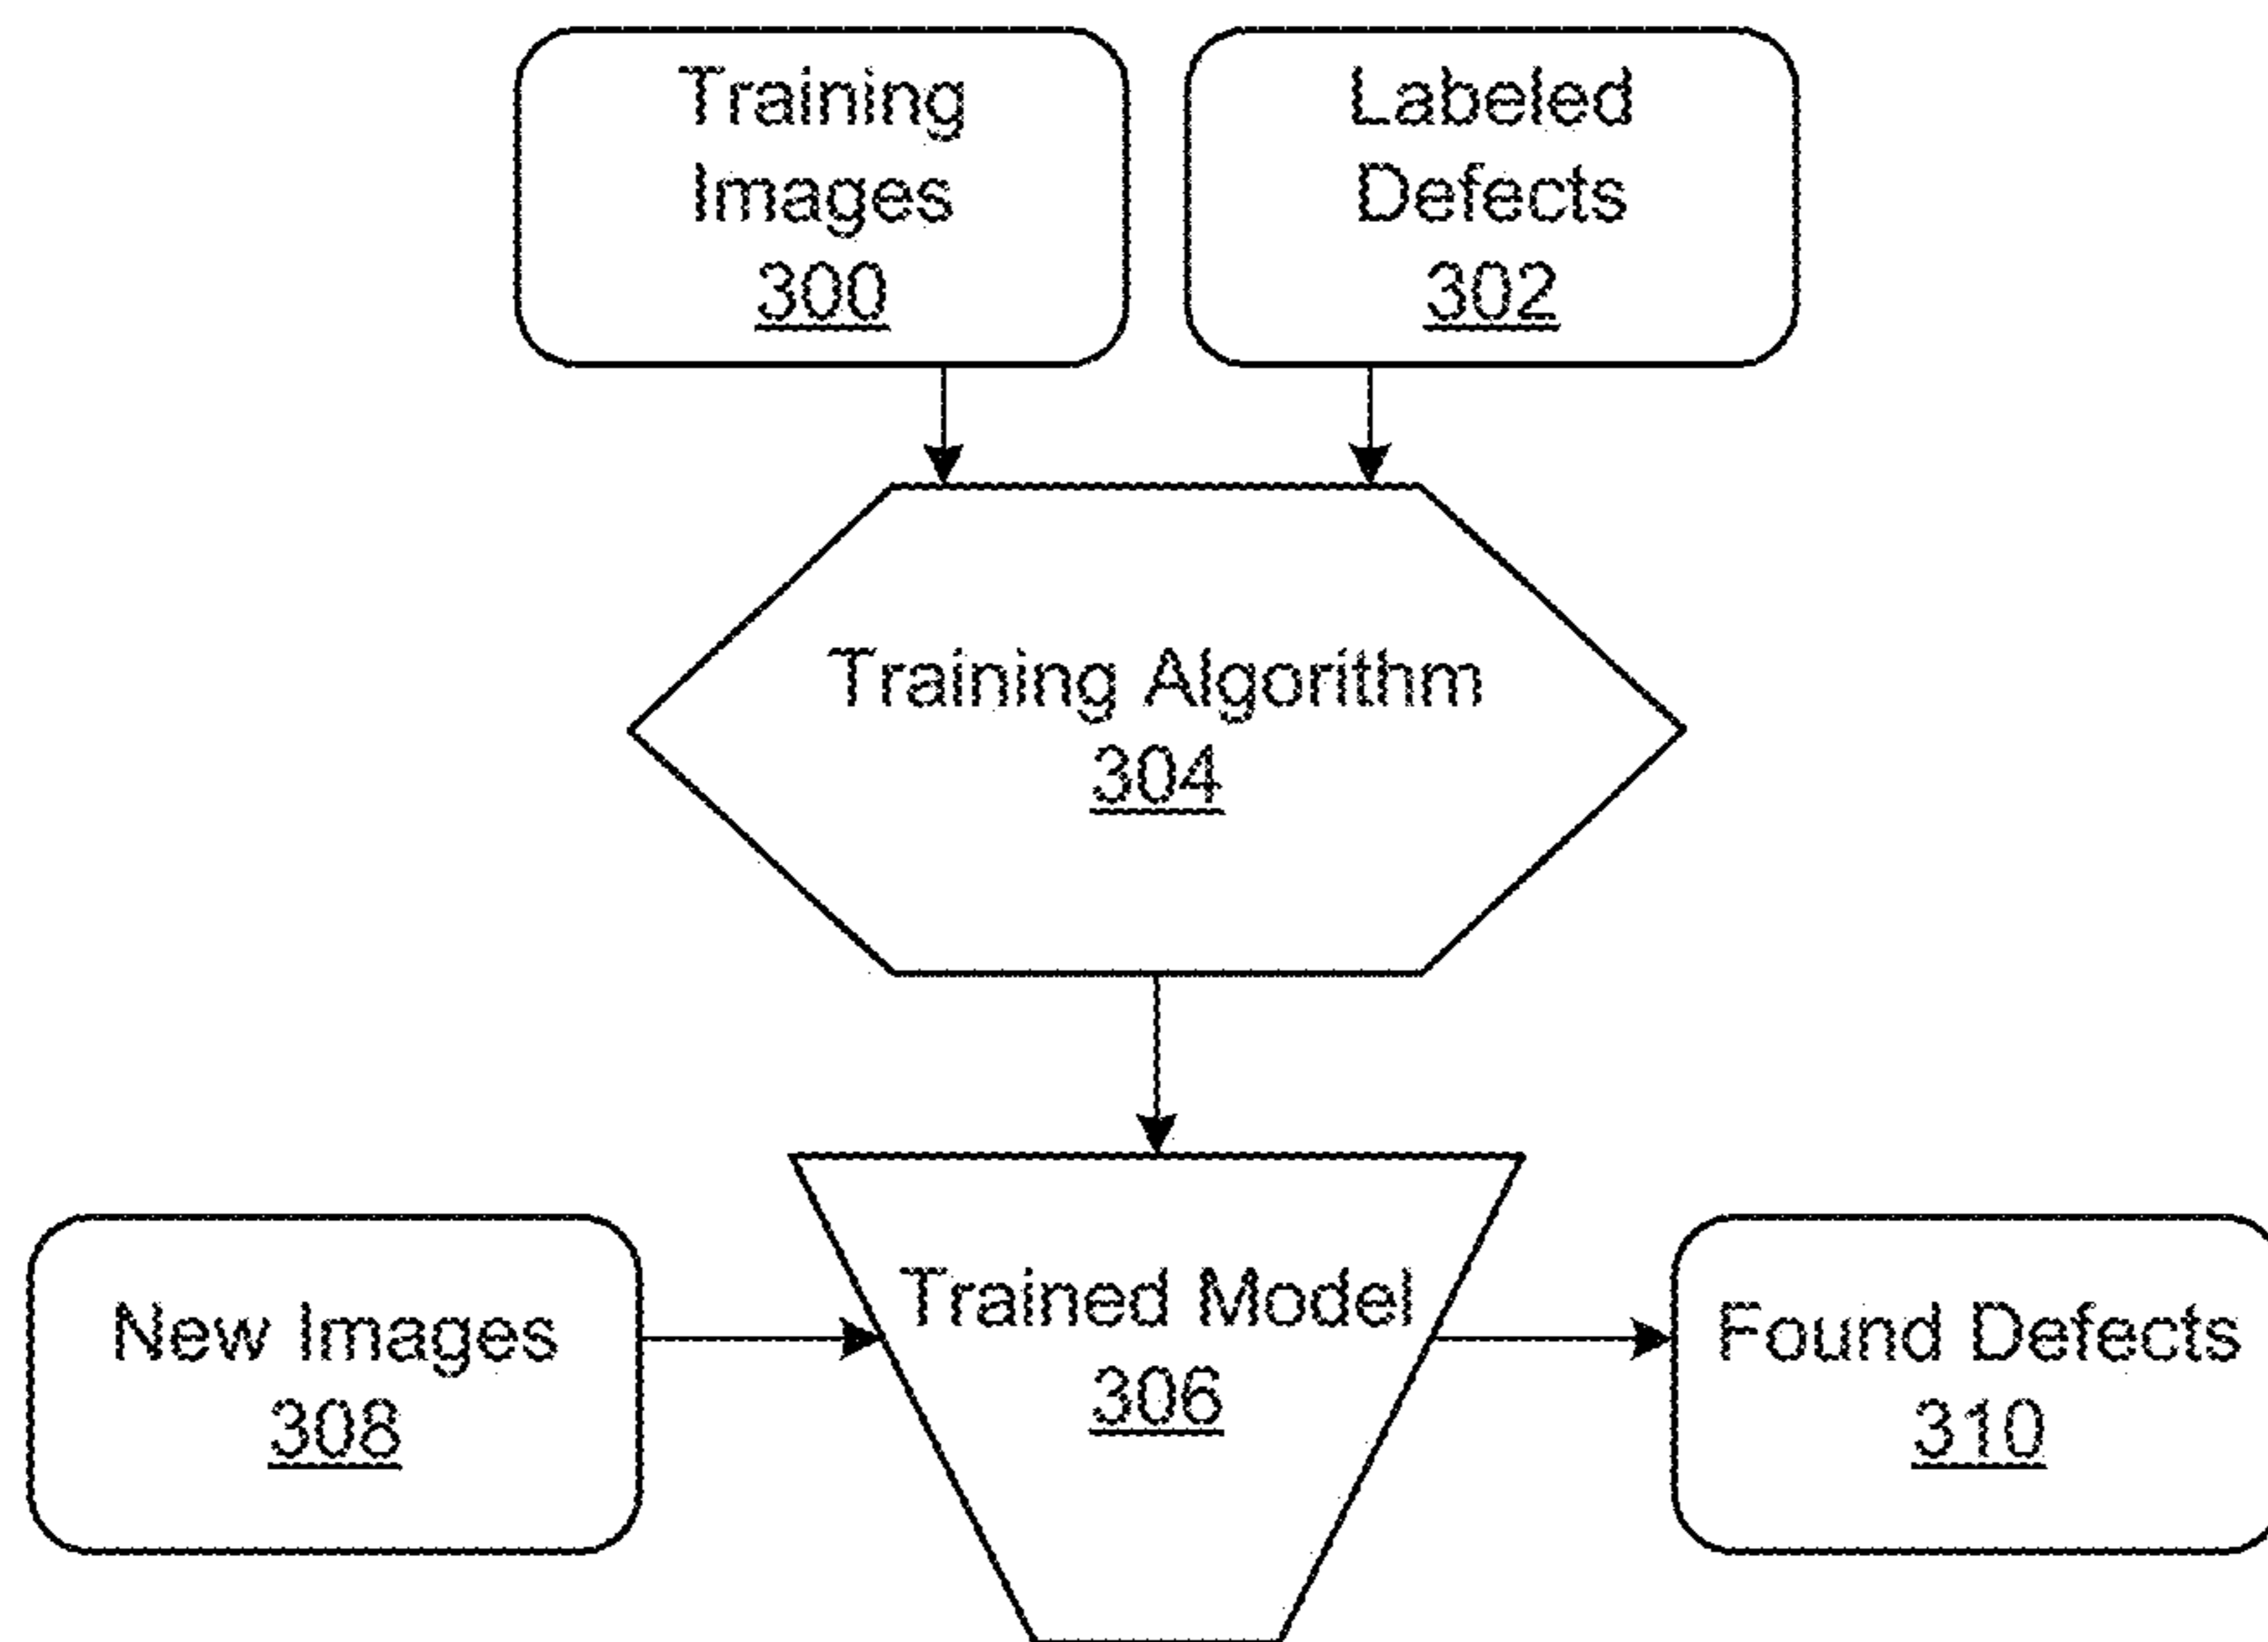 Training
Images
300
Labeled
Defects
302
Training Algorithm
304
New Images
308
Trained Model
306
Found Defects
310